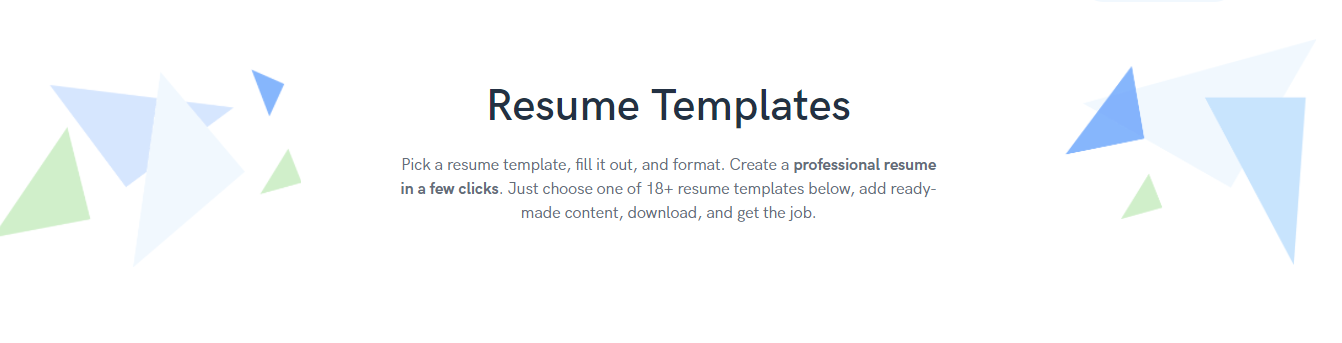 Resume Templates
Pick a resume template, fill it out, and format. Create a professional resume
in a few clicks. Just choose one of 18+ resume templates below, add ready-
made content, download, and get the job.